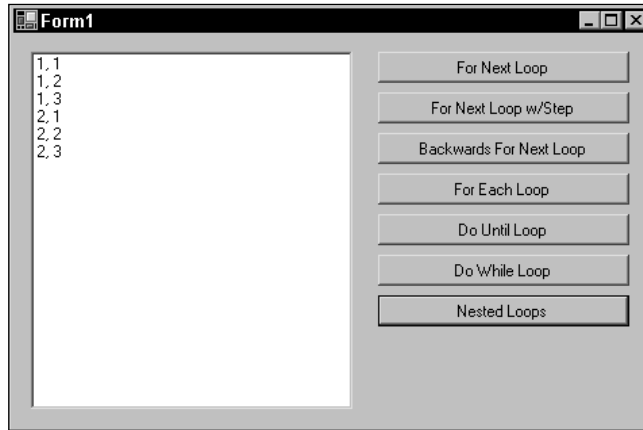 Form1
1, 1
1, 2
1, 3
2, 1
2, 2
2, 3
For Next Loop
For Next Loop w/Step
Backwards For Next Loop
For Each Loop
Do Until Loop
Do While Loop
Nested Loops